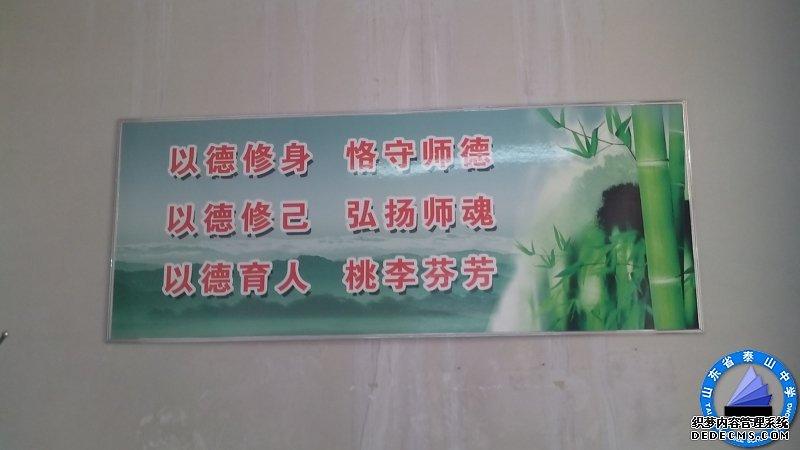 以德修身 恪守师德
以德修己 弘扬师魂
以德育人 桃李芬芳
山东省泰山中学
织梦内容管理系统
DEDECMS.COM